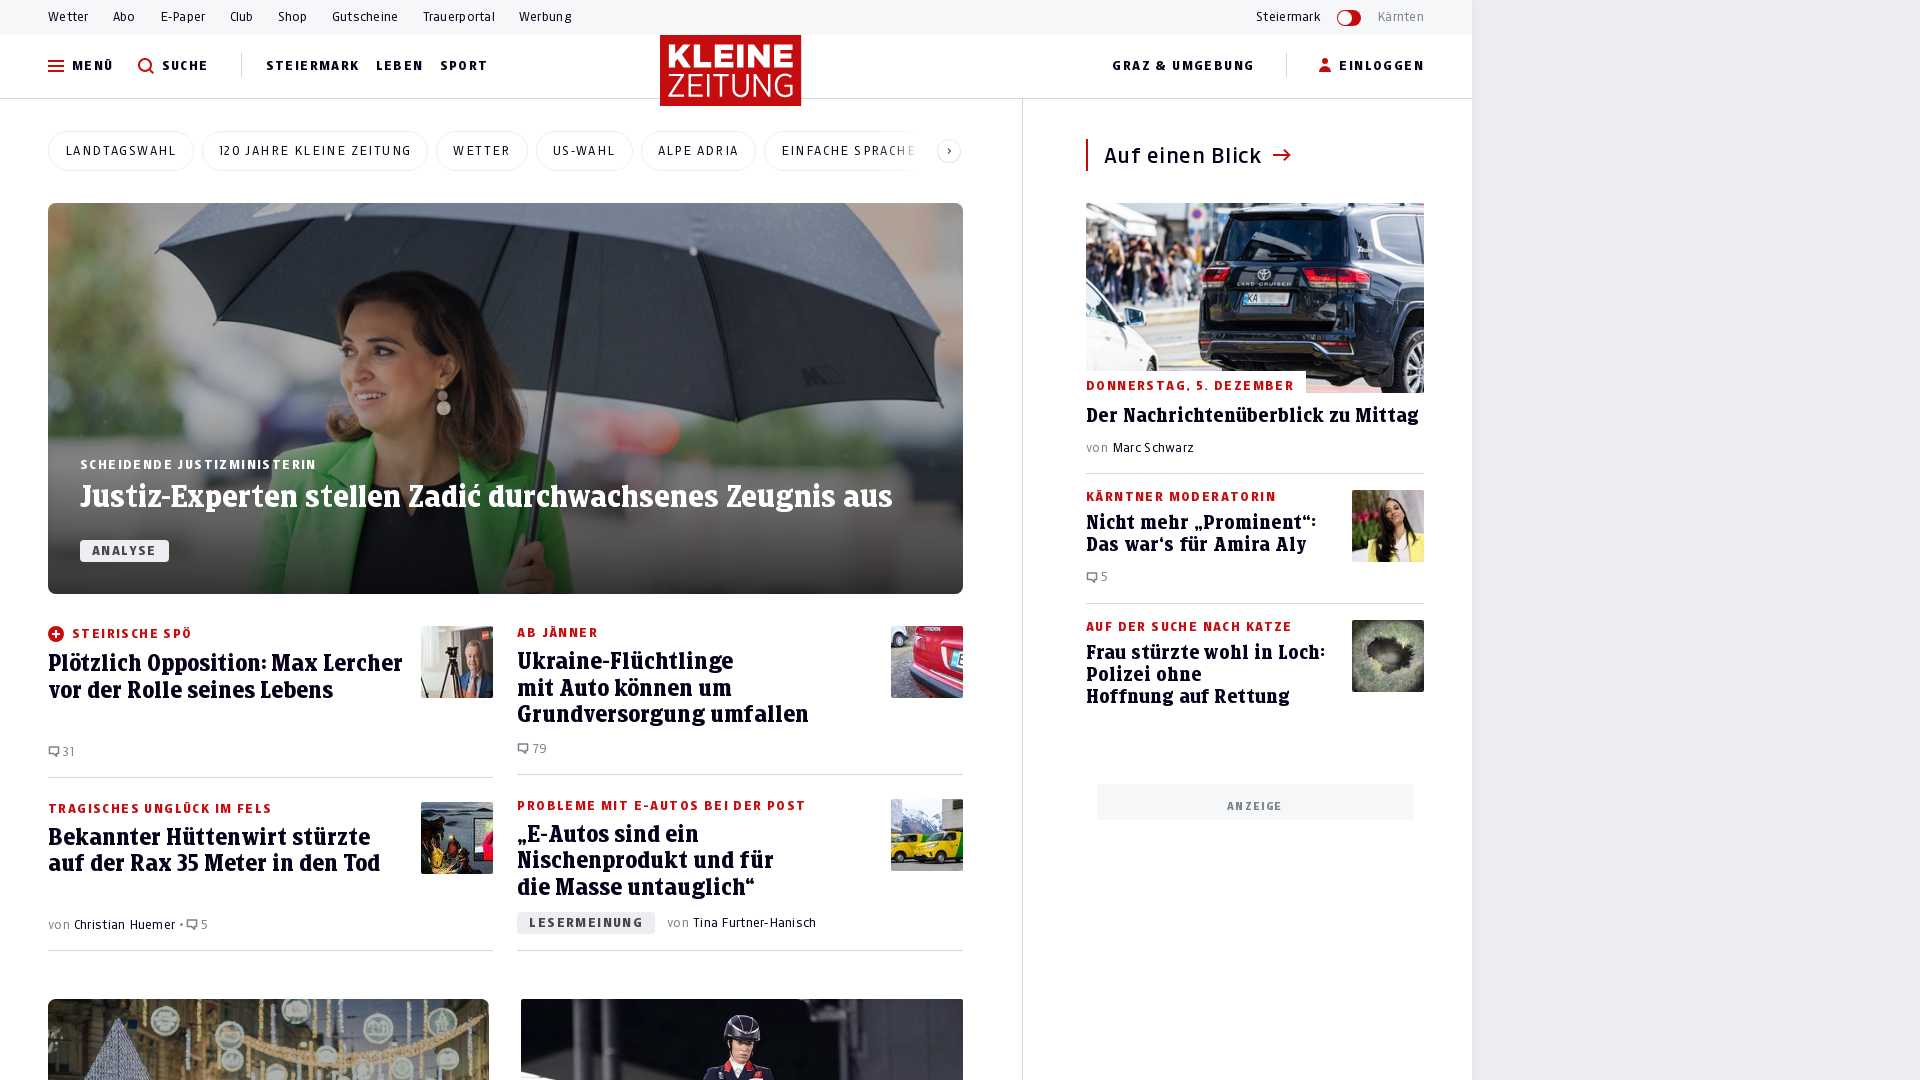 Wetter Abo E-Paper Club Shop Gutscheine Trauerportal Werbung
Steiermark Kärnten
MENÜ SUCHE STEIERMARK LEBEN SPORT
KLEINE
ZEITUNG
GRAZ & UMGEBUNG EINLOGGEN
LANDTAGSWAHL 120 JAHRE KLEINE ZEITUNG WETTER US-WAHL ALPE ADRIA EINFACHE SPRACHE
SCHEIDENDE JUSTIZMINISTERIN
Justiz-Experten stellen Zadić durchwachsenes Zeugnis aus
ANALYSE
STEIRISCHE SPÖ
Plötzlich Opposition: Max Lercher
vor der Rolle seines Lebens
31
AB JÄNNER
Ukraine-Flüchtlinge
mit Auto können um
Grundversorgung umfallen
79
TRAGISCHES UNGLÜCK IM FELS
Bekannter Hüttenwirt stürzte
auf der Rax 35 Meter in den Tod
von Christian Huemer • 5
PROBLEME MIT E-AUTOS BEI DER POST
„E-Autos sind ein
Nischenprodukt und für
die Masse untauglich“
LESERMEINUNG von Tina Furtner-Hanisch
Auf einen Blick
LAND CRUISER
KA
DONNERSTAG, 5. DEZEMBER
Der Nachrichtenüberblick zu Mittag
von Marc Schwarz
KÄRNTNER MODERATORIN
Nicht mehr „Prominent“:
Das war‘s für Amira Aly
5
AUF DER SUCHE NACH KATZE
Frau stürzte wohl in Loch:
Polizei ohne
Hoffnung auf Rettung
ANZEIGE